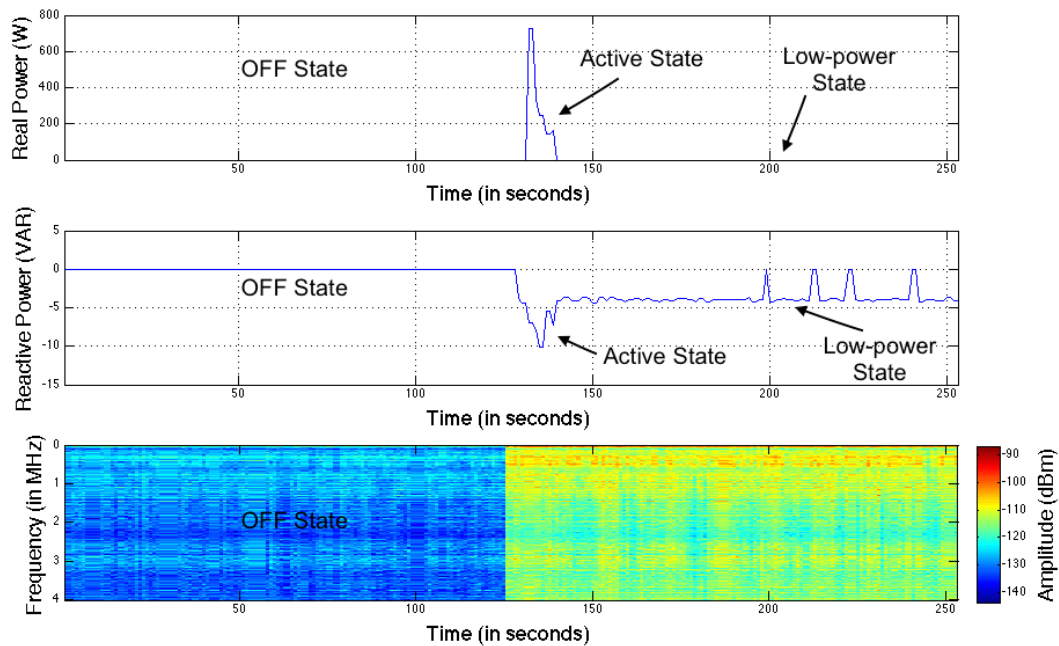 Real Power (W)
800
600
400
200
0
OFF State
Active State
Low-power
State
50
100
150
200
250
Time (in seconds)
Reactive Power (VAR)
5
0
-5
-10
-15
OFF State
Active State
Low-power
State
50
100
150
200
250
Time (in seconds)
Frequency (in MHz)
0
1
2
3
4
OFF State
50
100
150
200
250
Time (in seconds)
-90
-100
-110
-120
-130
-140
Amplitude (dBm)